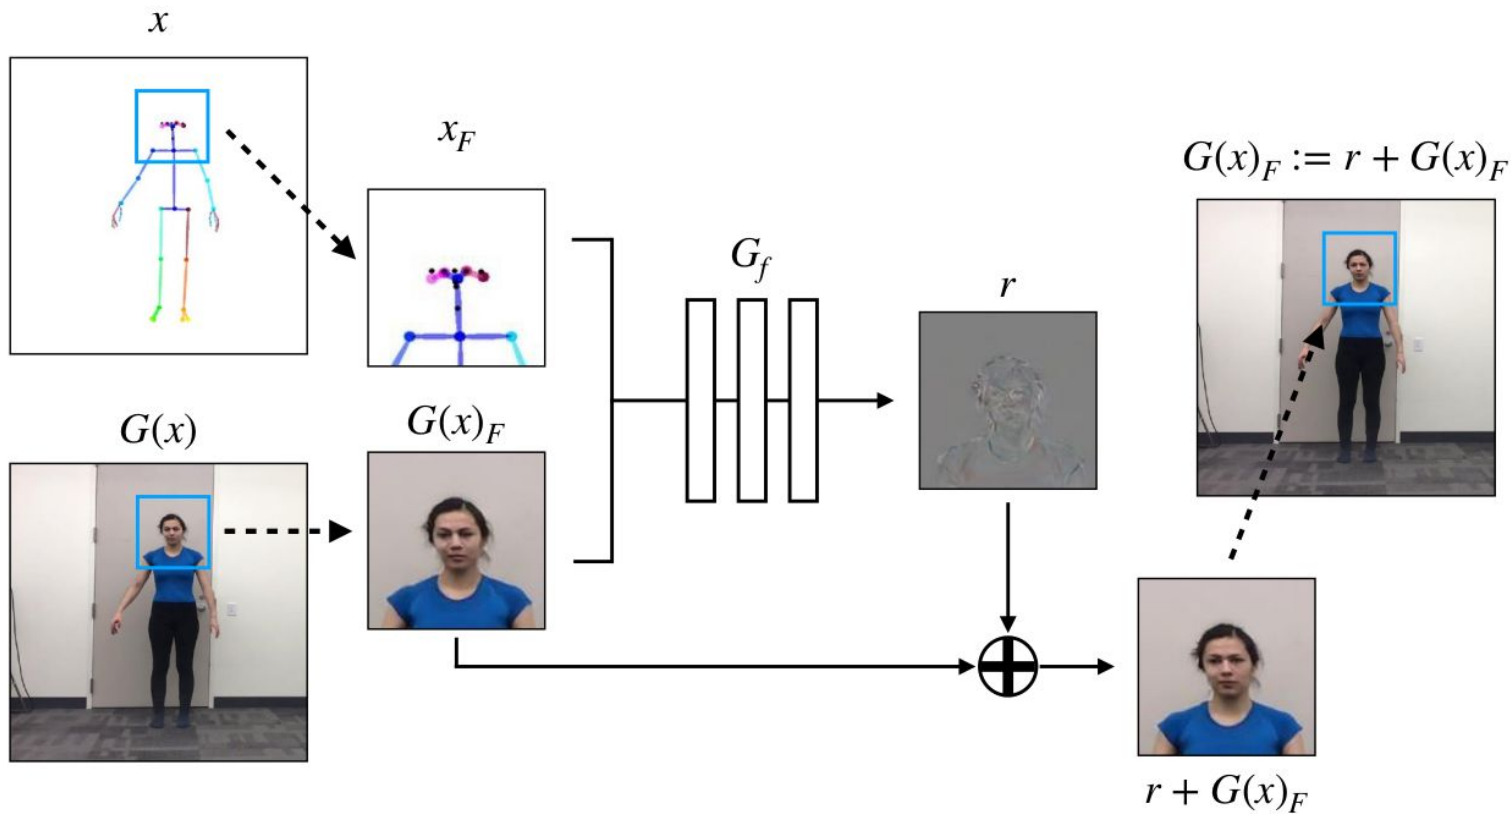 x
x_F
G(x)_F := r + G(x)_F
G_f
r
G(x)
G(x)_F
r + G(x)_F